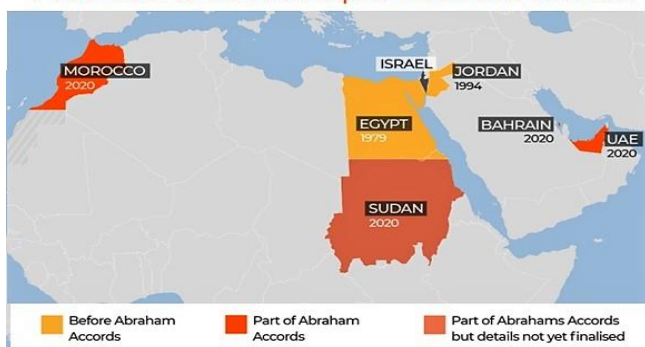 MOROCCO
2020
ISRAEL
JORDAN
1994
EGYPT
1979
BAHRAIN
2020
UAE
2020
SUDAN
2020
Before Abraham
Accords
Part of Abraham
Accords
Part of Abrahams Accords
but details not yet finalised